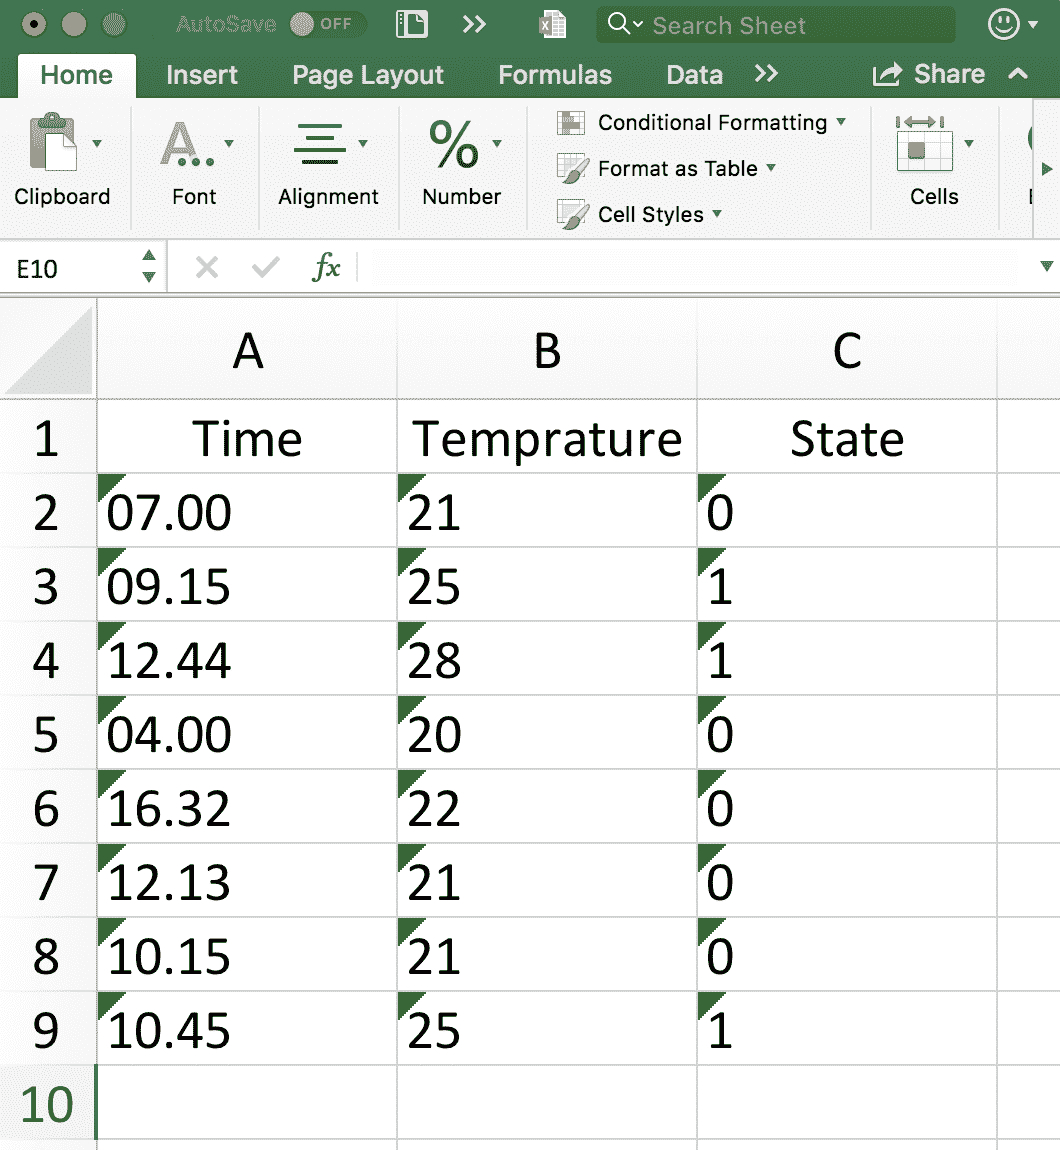 AutoSave OFF Search Sheet
Home Insert Page Layout Formulas Data Share
Clipboard Font Alignment Number Conditional Formatting Format as Table Cell Styles Cells
E10 fx
A B C
1 Time Temprature State
2 07.00 21 0
3 09.15 25 1
4 12.44 28 1
5 04.00 20 0
6 16.32 22 0
7 12.13 21 0
8 10.15 21 0
9 10.45 25 1
10